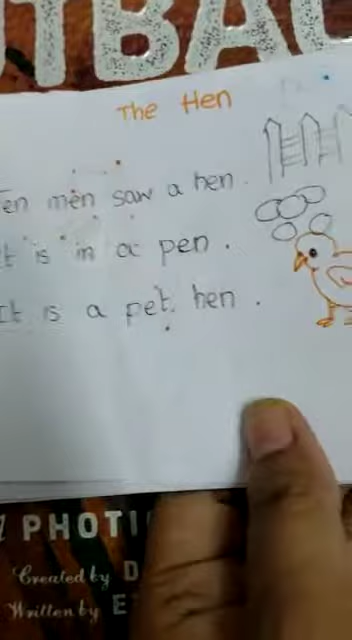 The Hen
en men saw a hen.
t is in a pen.
It is a pet hen.
PHOTI
Created by D
Written by E